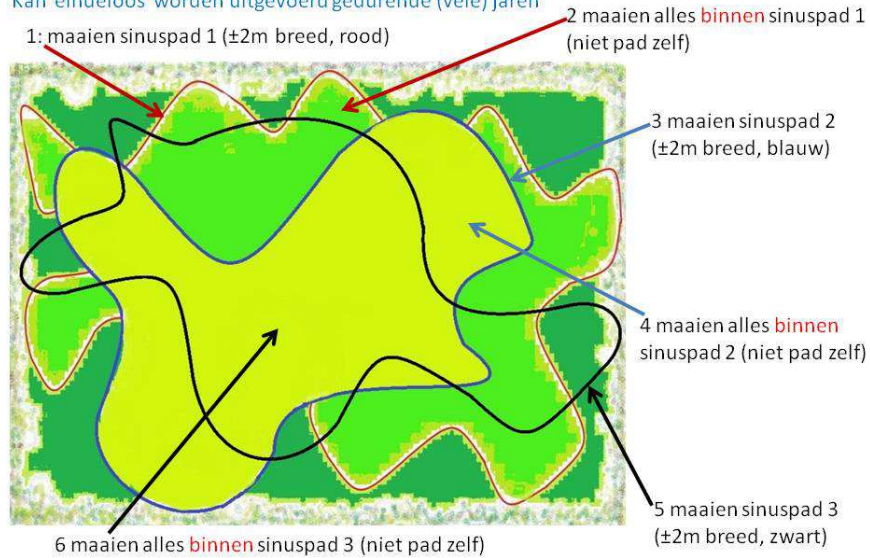 Kan 'eindeloos' worden uitgevoerd gedurende (vele) jaren
1: maaien sinuspad 1 (±2m breed, rood)
2 maaien alles binnen sinuspad 1
(niet pad zelf)
3 maaien sinuspad 2
(±2m breed, blauw)
4 maaien alles binnen
sinuspad 2 (niet pad zelf)
5 maaien sinuspad 3
(±2m breed, zwart)
6 maaien alles binnen sinuspad 3 (niet pad zelf)